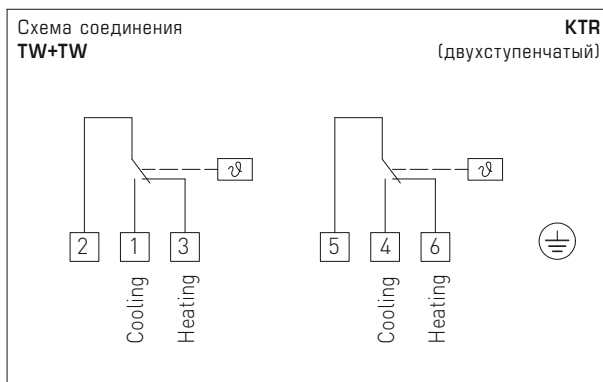 Схема соединения
TW+TW
KTR
(двухступенчатый)
ϑ
ϑ
2 1 3
5 4 6
Cooling
Heating
Cooling
Heating